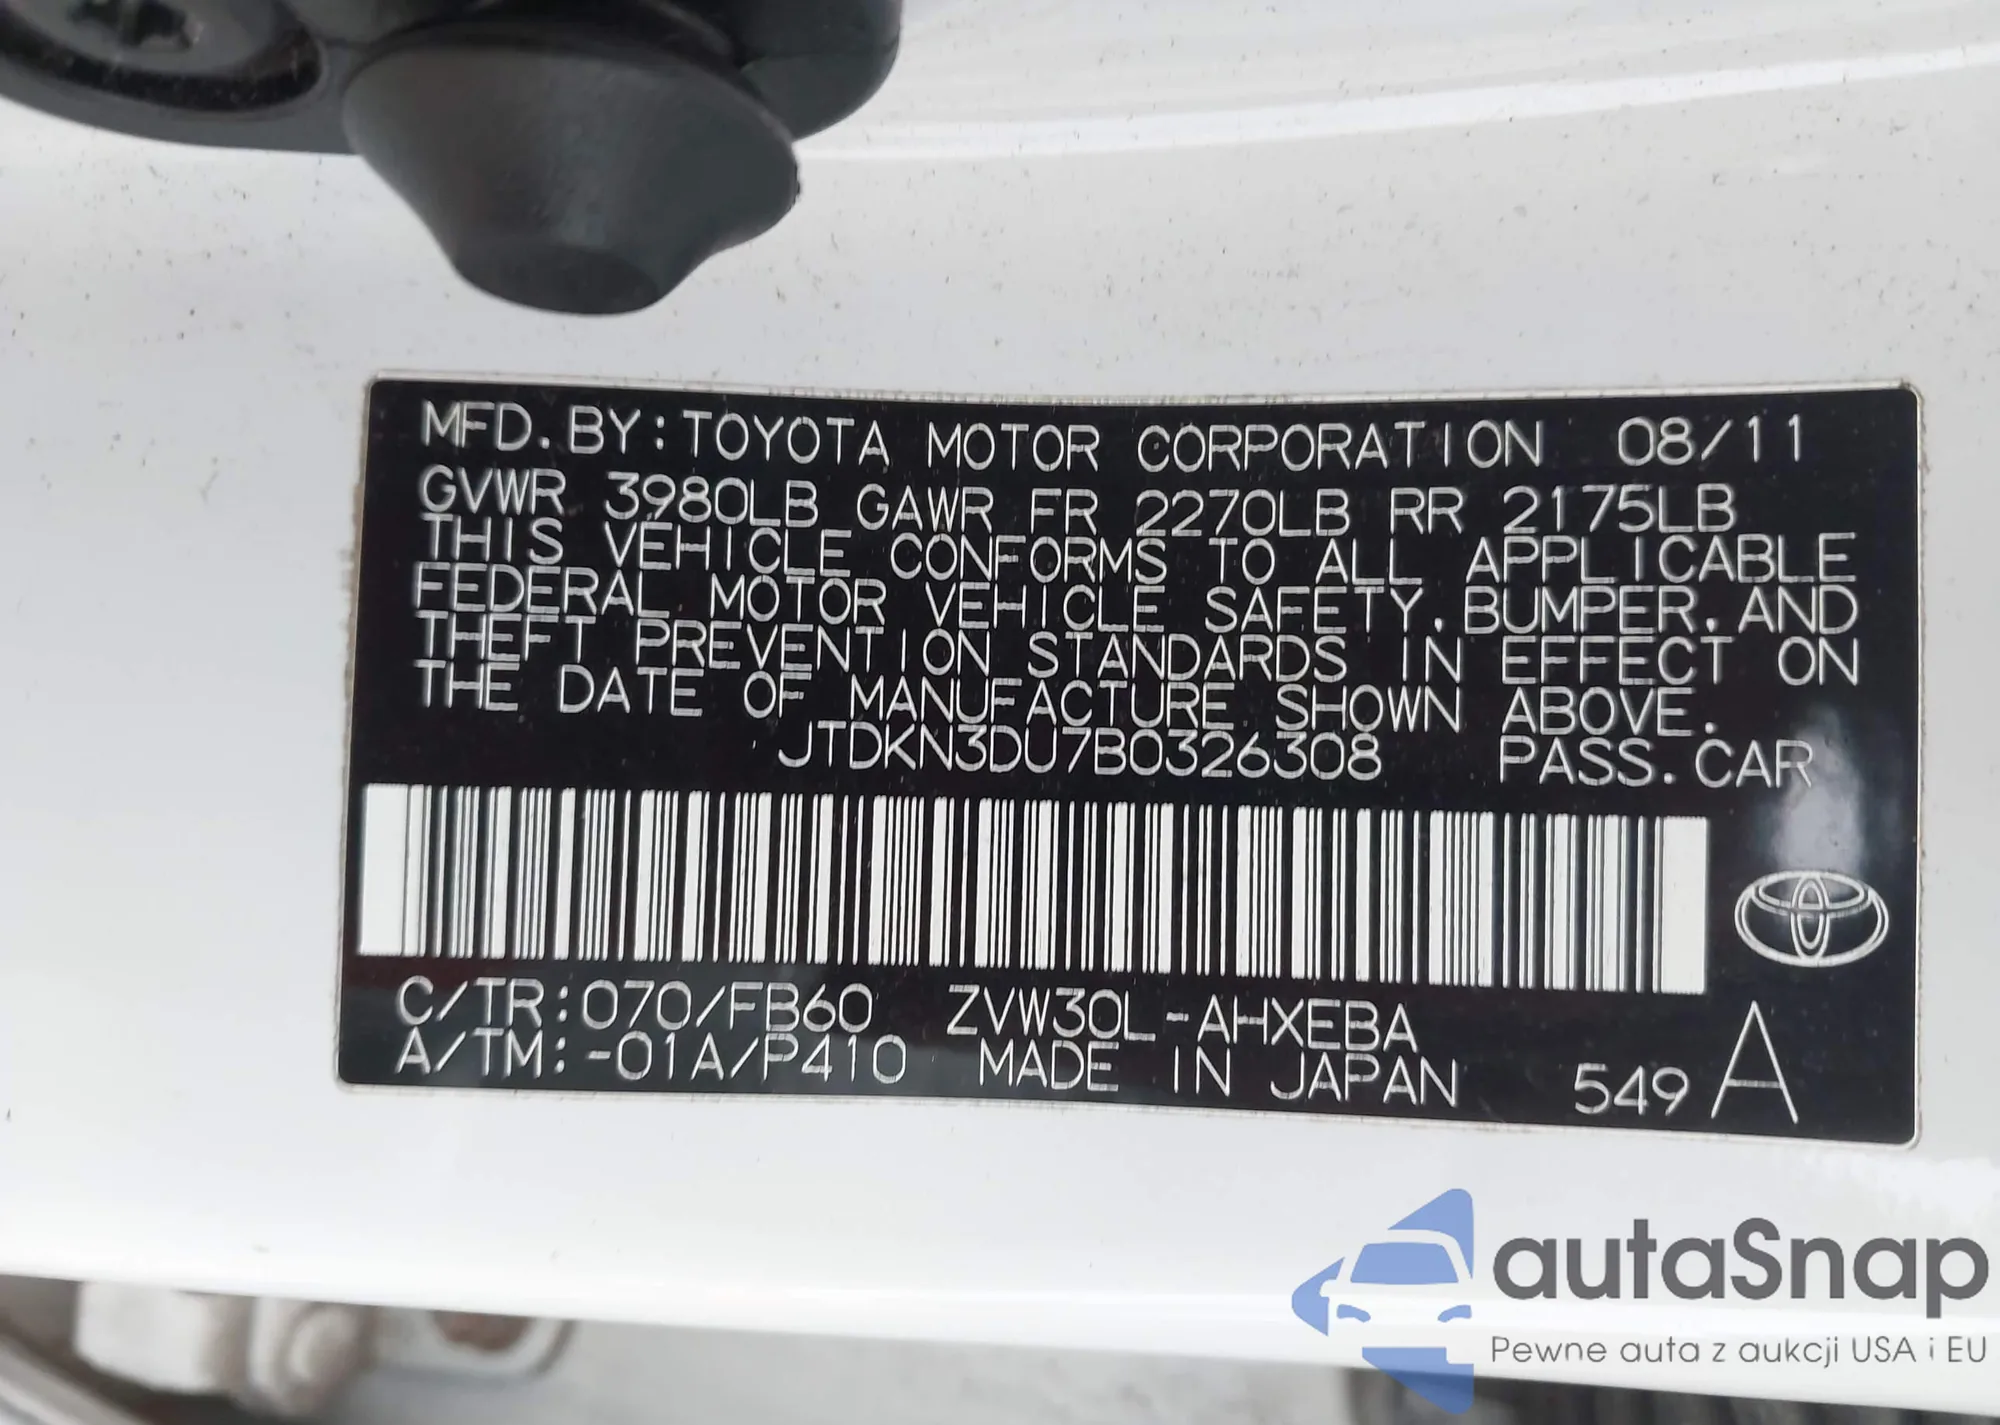 MFD. BY: TOYOTA MOTOR CORPORATION 08/11
GVWR 3980LB GAWR FR 2270LB RR 2175LB
THIS VEHICLE CONFORMS TO ALL APPLICABLE
FEDERAL MOTOR VEHICLE SAFETY, BUMPER, AND
THEFT PREVENTION STANDARDS IN EFFECT ON
THE DATE OF MANUFACTURE SHOWN ABOVE.
JTDKN3DU7B0326308 PASS. CAR
C/TR: 070/FB60 ZVW30L-AHXEBA
A/TM: -01A/P410 MADE IN JAPAN 549 A
autaSnap
Pewne auta z aukcji USA i EU